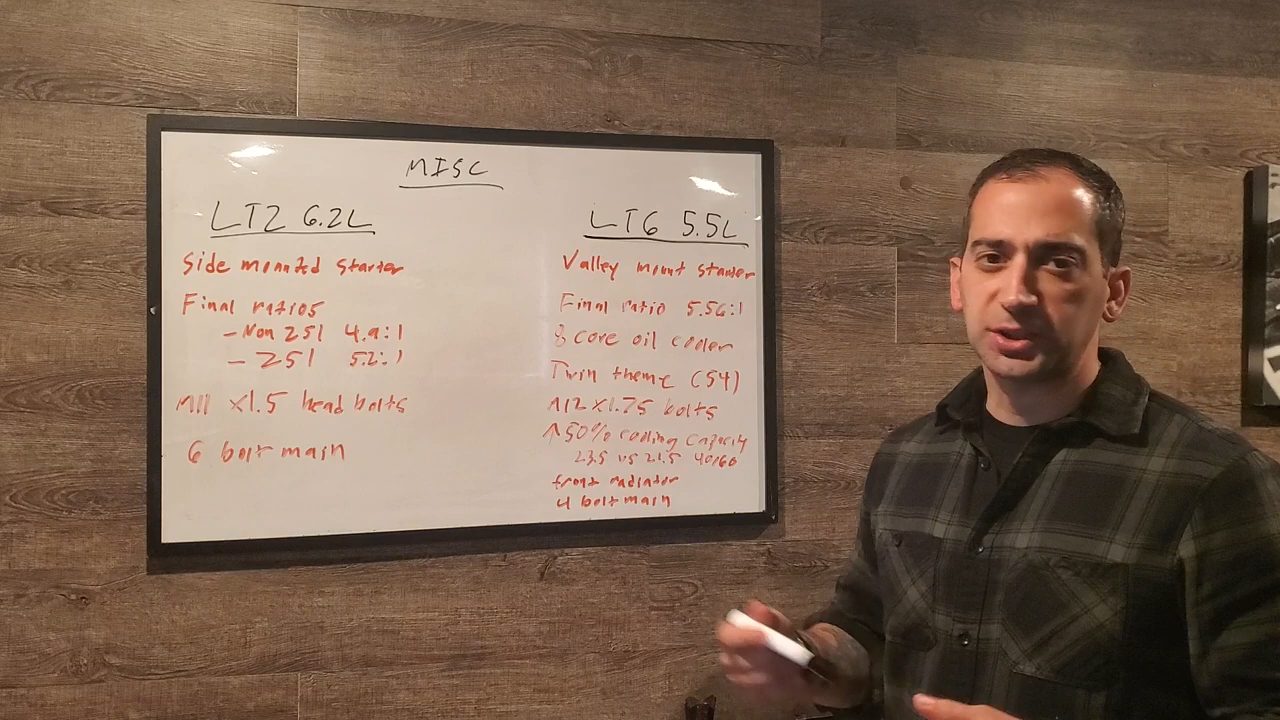 MISC
LT2 6.2L
Side mounted starter
Final ratios
- Non Z51 4.9:1
- Z51 5.2:1
M11 x1.5 head bolts
6 bolt main
LT6 5.5L
Valley mount starter
Final ratio 5.56:1
8 core oil cooler
Twin theme (54)
M12 x1.75 bolts
↑50% cooling capacity
23.5 vs 21.5 40/60
front radiator
4 bolt main